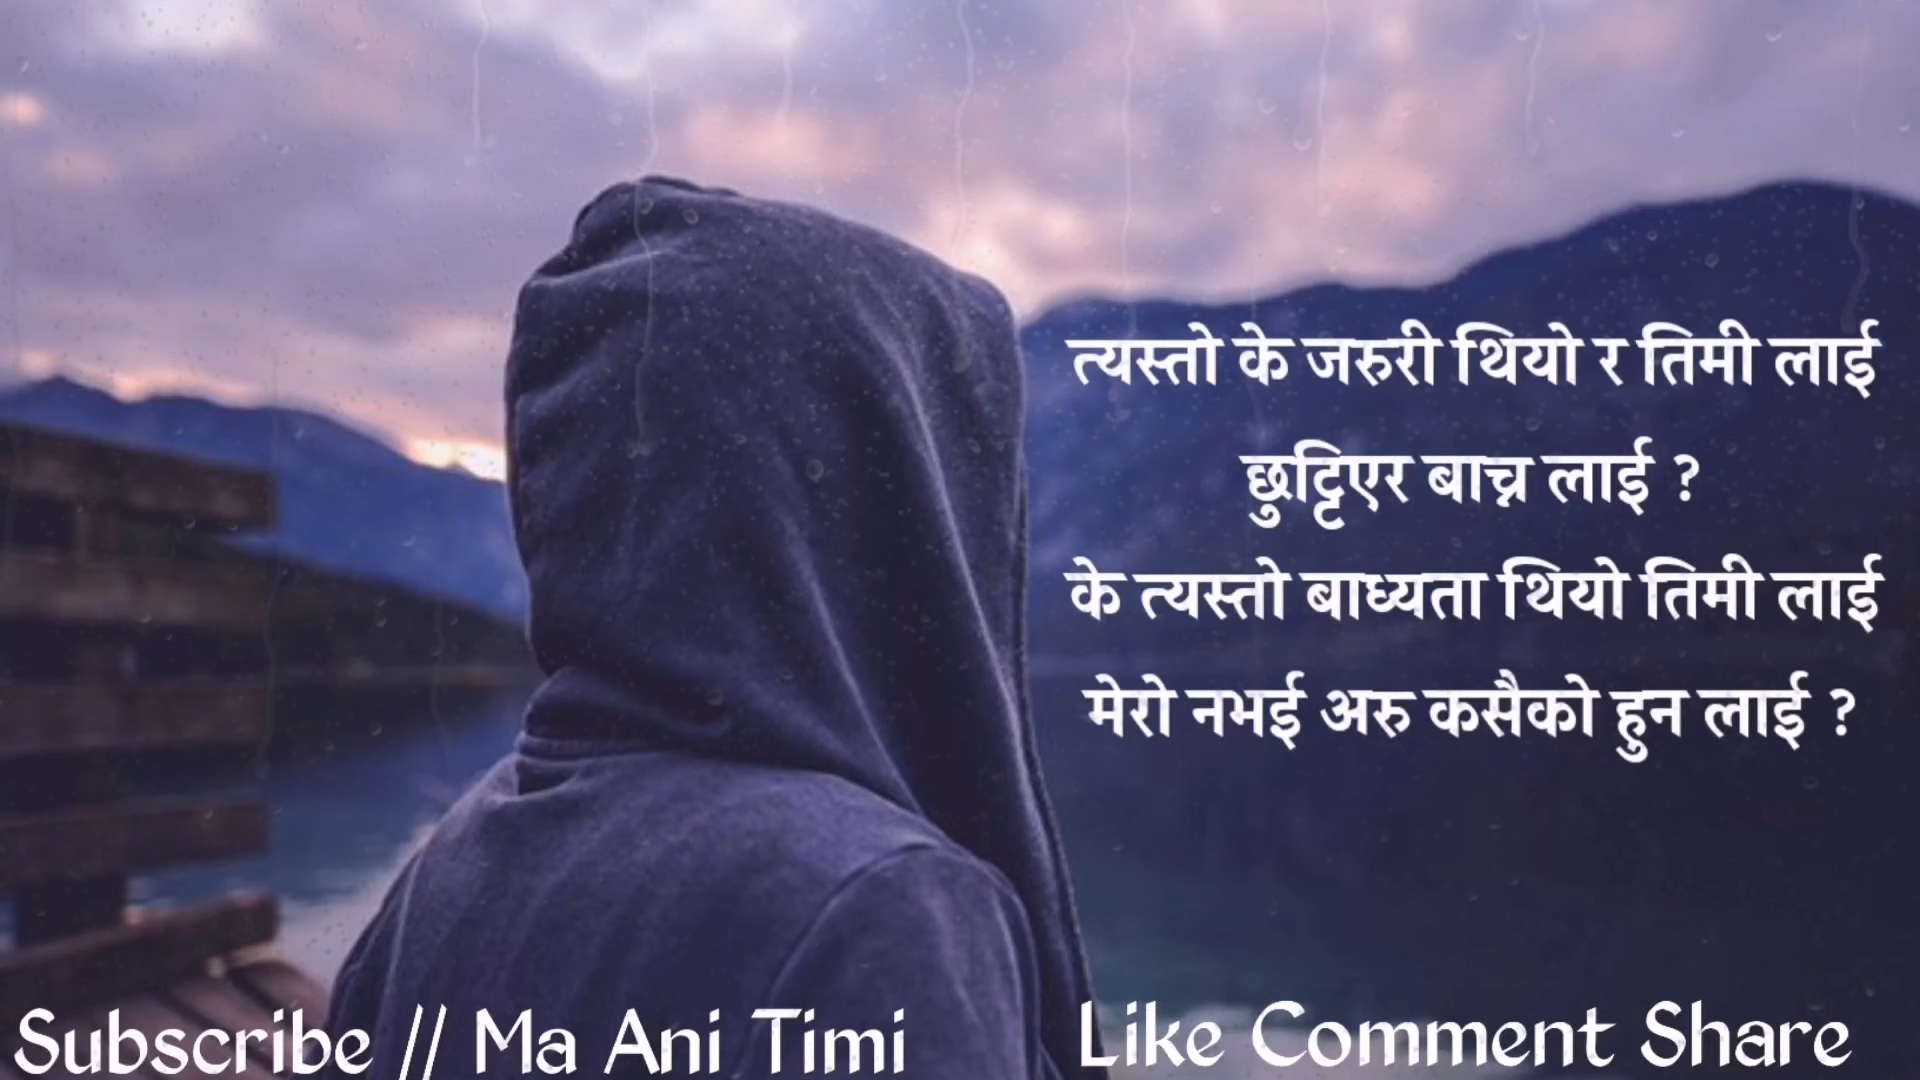 त्यस्तो के जरुरी थियो र तिमी लाई
छुट्टिएर बाच्न लाई ?
के त्यस्तो बाध्यता थियो तिमी लाई
मेरो नभई अरु कसैको हुन लाई ?
Subscribe // Ma Ani Timi
Like Comment Share